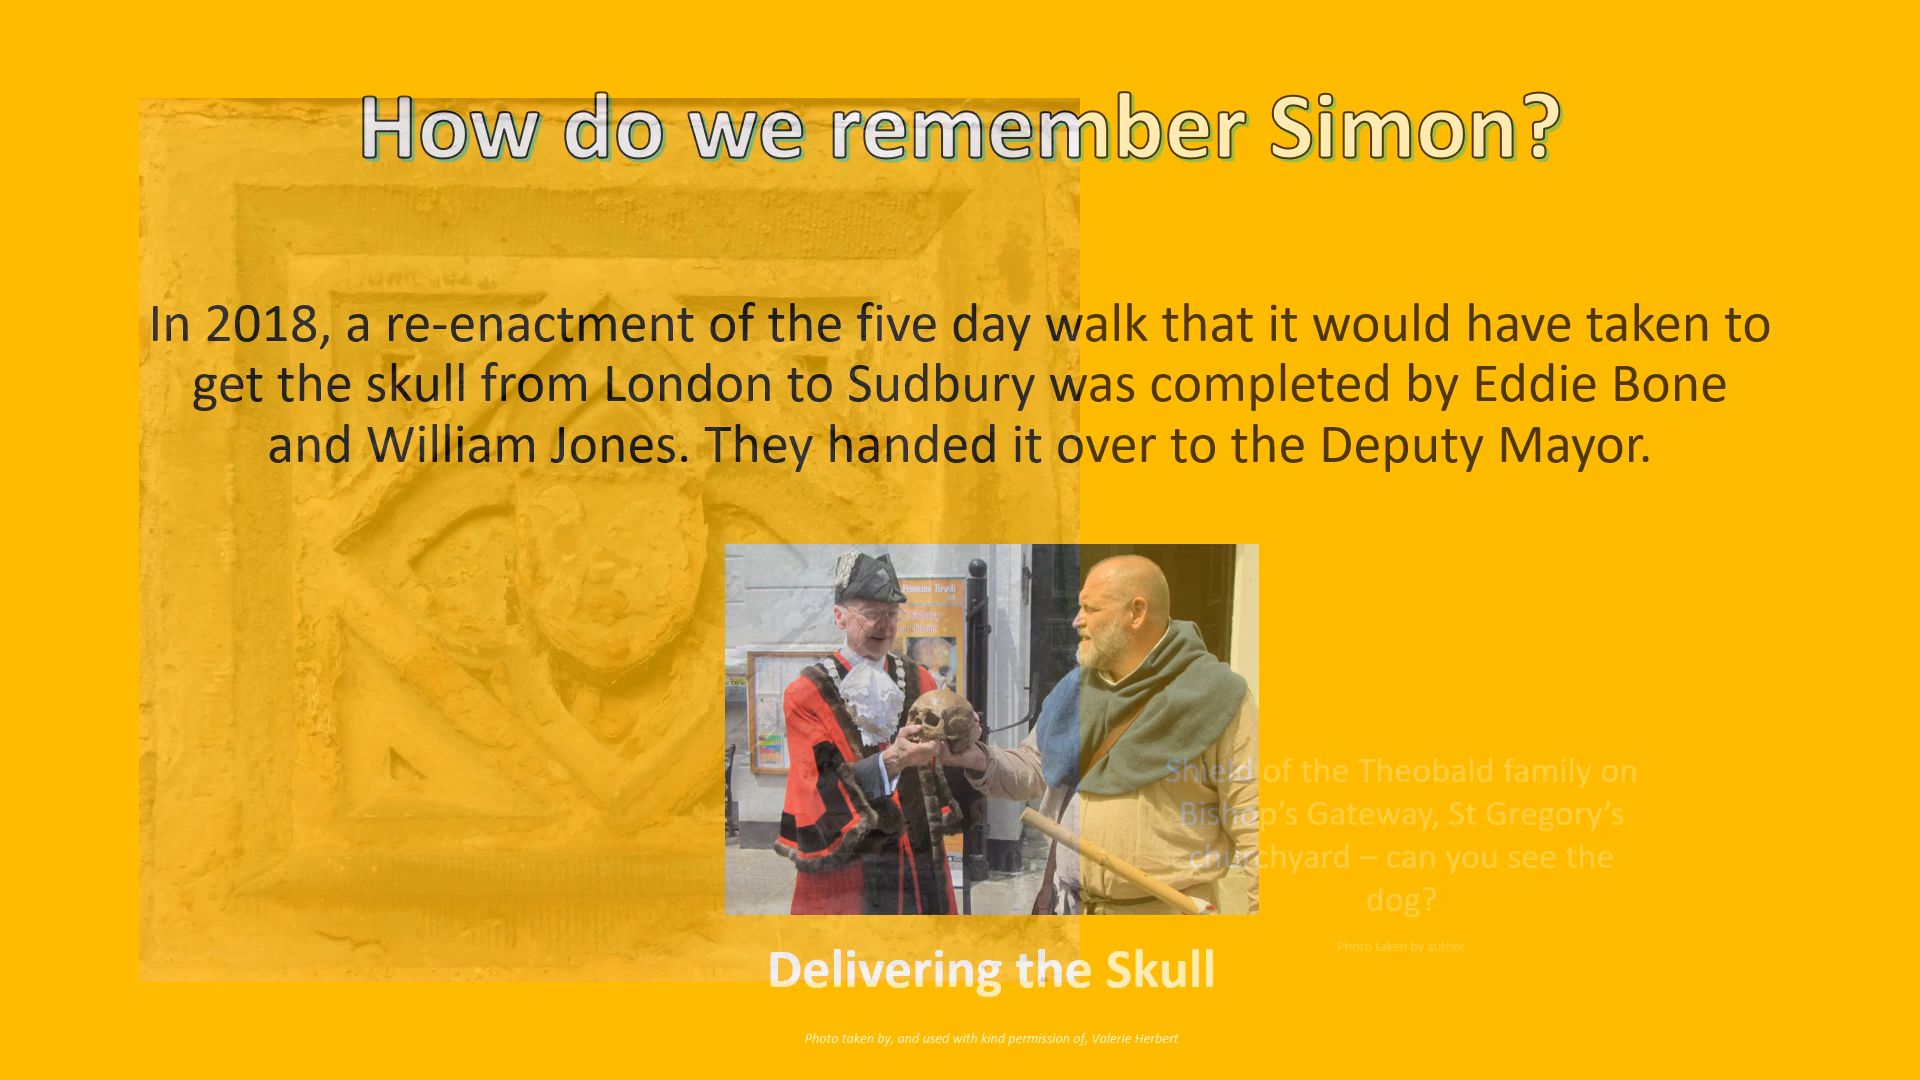 How do we remember Simon?
In 2018, a re-enactment of the five day walk that it would have taken to
get the skull from London to Sudbury was completed by Eddie Bone
and William Jones. They handed it over to the Deputy Mayor.
Peasants' Revolt
Shield of the Theobald family on
Bishop's Gateway, St Gregory's
churchyard – can you see the
dog?
Photo taken by author
Delivering the Skull
Photo taken by, and used with kind permission of, Valerie Herbert